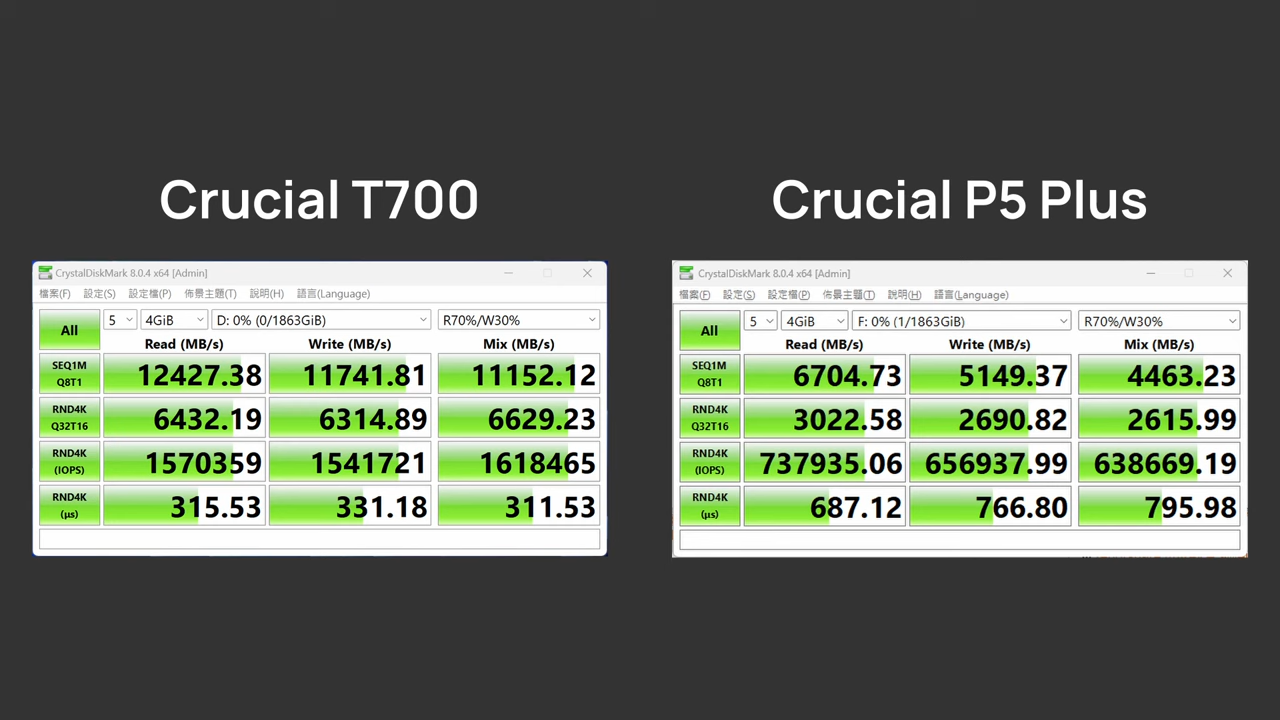 Crucial T700
CrystalDiskMark 8.0.4 x64 [Admin]
檔案(F) 設定(S) 設定檔(P) 佈景主題(T) 說明(H) 語言(Language)
All 5 4GiB D: 0% (0/1863GiB) R70%/W30%
Read (MB/s) Write (MB/s) Mix (MB/s)
SEQ1M Q8T1 12427.38 11741.81 11152.12
RND4K Q32T16 6432.19 6314.89 6629.23
RND4K (IOPS) 1570359 1541721 1618465
RND4K (μs) 315.53 331.18 311.53
Crucial P5 Plus
CrystalDiskMark 8.0.4 x64 [Admin]
檔案(F) 設定(S) 設定檔(P) 佈景主題(T) 說明(H) 語言(Language)
All 5 4GiB F: 0% (1/1863GiB) R70%/W30%
Read (MB/s) Write (MB/s) Mix (MB/s)
SEQ1M Q8T1 6704.73 5149.37 4463.23
RND4K Q32T16 3022.58 2690.82 2615.99
RND4K (IOPS) 737935.06 656937.99 638669.19
RND4K (μs) 687.12 766.80 795.98